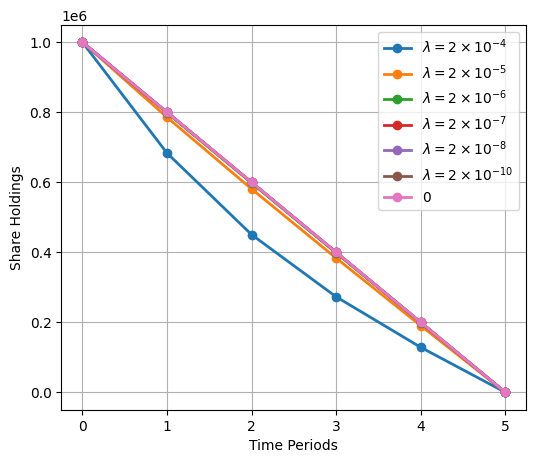 1e6
1.0
0.8
0.6
0.4
0.2
0.0
Share Holdings
0 1 2 3 4 5
Time Periods
λ = 2 × 10⁻⁴
λ = 2 × 10⁻⁵
λ = 2 × 10⁻⁶
λ = 2 × 10⁻⁷
λ = 2 × 10⁻⁸
λ = 2 × 10⁻¹⁰
0